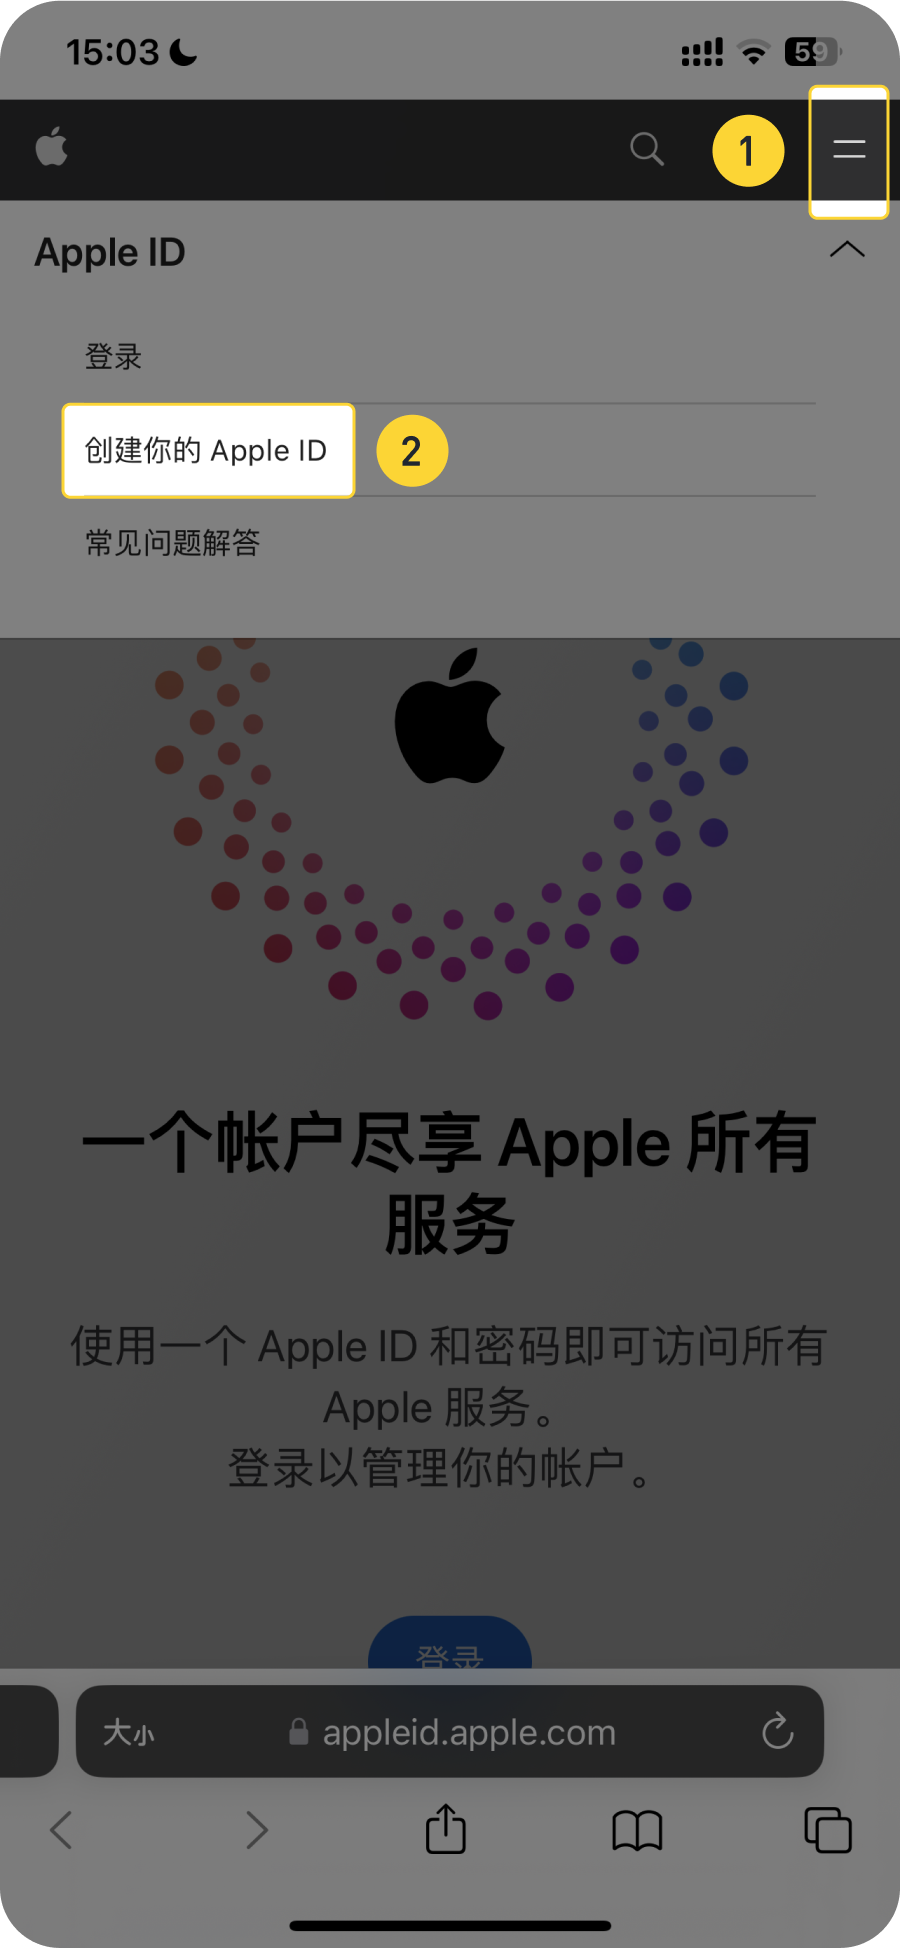 15:03
59
1
Apple ID
登录
创建你的 Apple ID
2
常见问题解答
一个帐户尽享 Apple 所有
服务
使用一个 Apple ID 和密码即可访问所有
Apple 服务。
登录以管理你的帐户。
登录
大小
appleid.apple.com